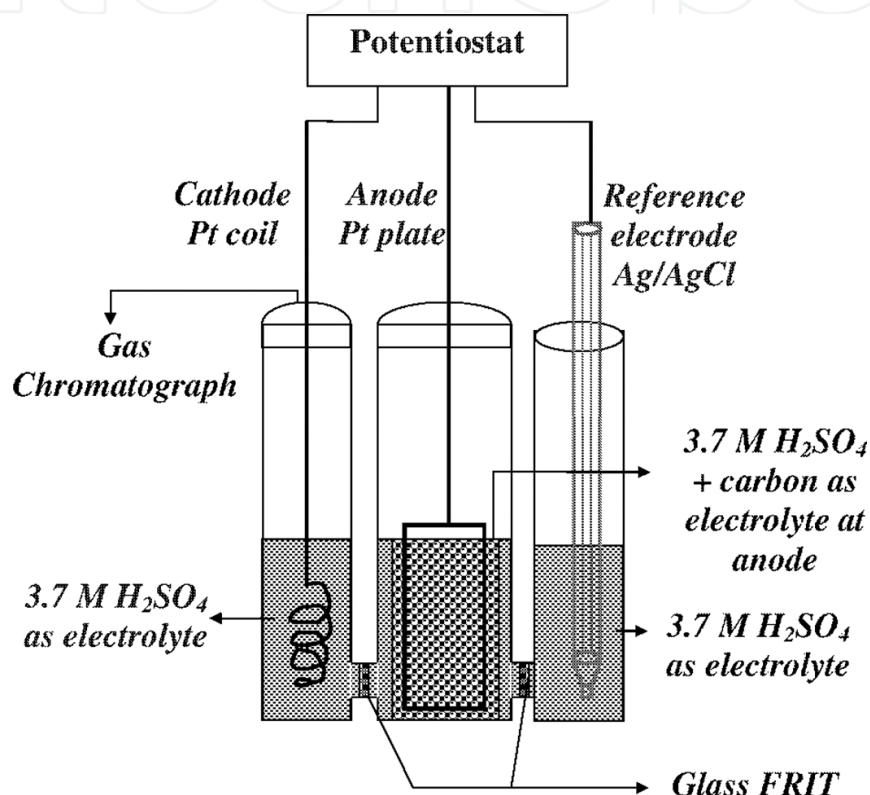 Potentiostat
Cathode
Pt coil
Anode
Pt plate
Reference
electrode
Ag/AgCl
Gas
Chromatograph
3.7 M H₂SO₄
+ carbon as
electrolyte at
anode
3.7 M H₂SO₄
as electrolyte
3.7 M H₂SO₄
as electrolyte
Glass FRIT